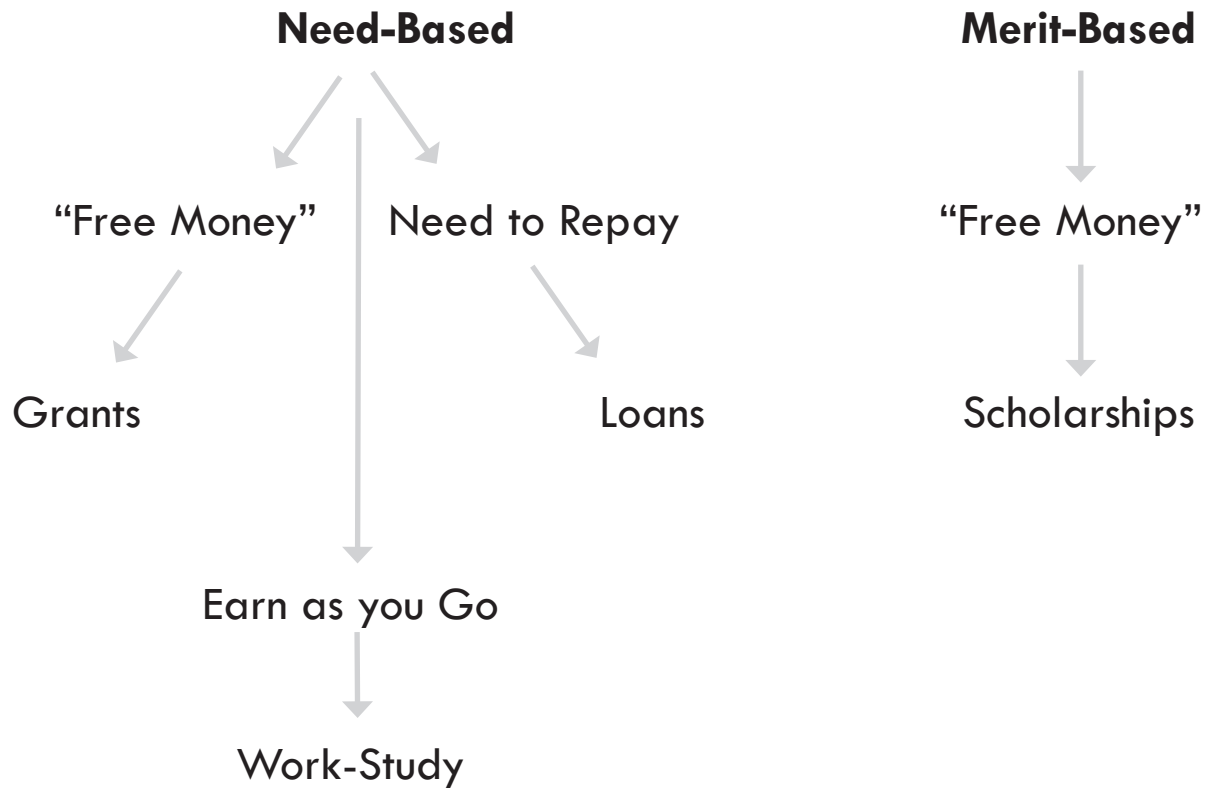 Need-Based
Merit-Based
“Free Money”
Need to Repay
“Free Money”
Grants
Loans
Scholarships
Earn as you Go
Work-Study